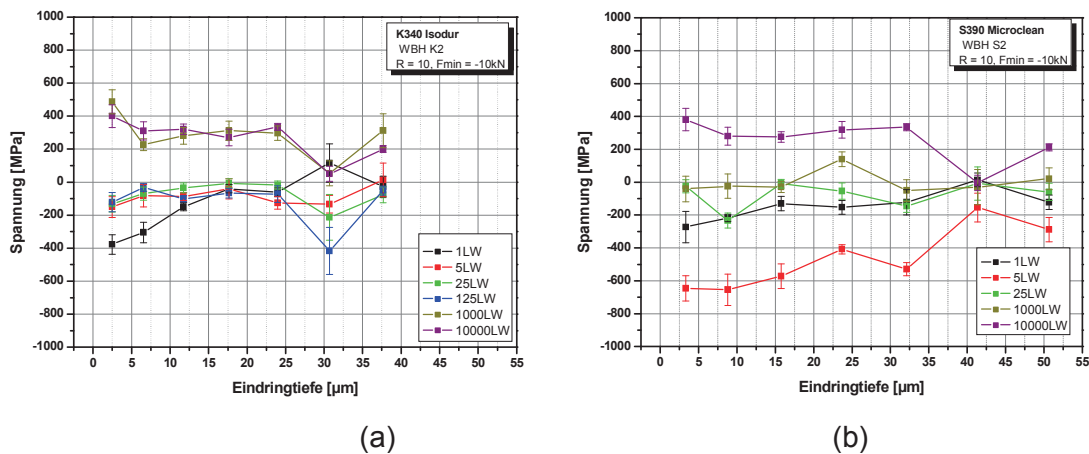 K340 Isodur
WBH K2
R = 10, Fmin = -10kN
Spannung [MPa]
1000
800
600
400
200
0
-200
-400
-600
-800
-1000
1LW
5LW
25LW
125LW
1000LW
10000LW
0 5 10 15 20 25 30 35 40 45 50 55
Eindringtiefe [µm]
(a)
S390 Microclean
WBH S2
R = 10, Fmin = -10kN
Spannung [MPa]
1000
800
600
400
200
0
-200
-400
-600
-800
-1000
1LW
5LW
25LW
1000LW
10000LW
0 5 10 15 20 25 30 35 40 45 50 55
Eindringtiefe [µm]
(b)